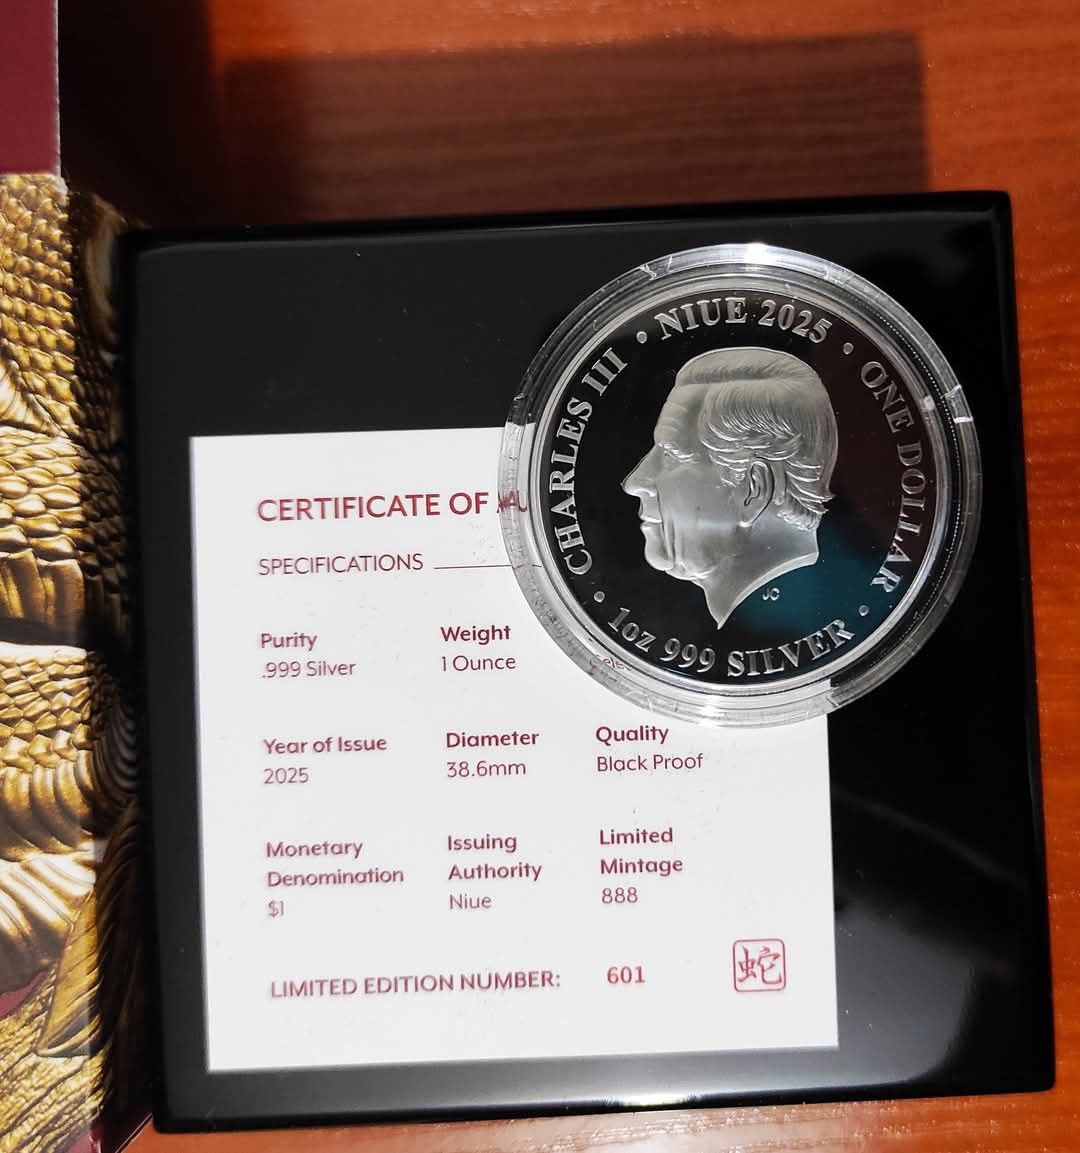 NIUE 2025
CHARLES III
ONE DOLLAR
1oz 999 SILVER
JC
CERTIFICATE OF
SPECIFICATIONS
Purity
.999 Silver
Weight
1 Ounce
Year of Issue
2025
Diameter
38.6mm
Quality
Black Proof
Monetary
Denomination
$1
Issuing
Authority
Niue
Limited
Mintage
888
LIMITED EDITION NUMBER: 601
蛇